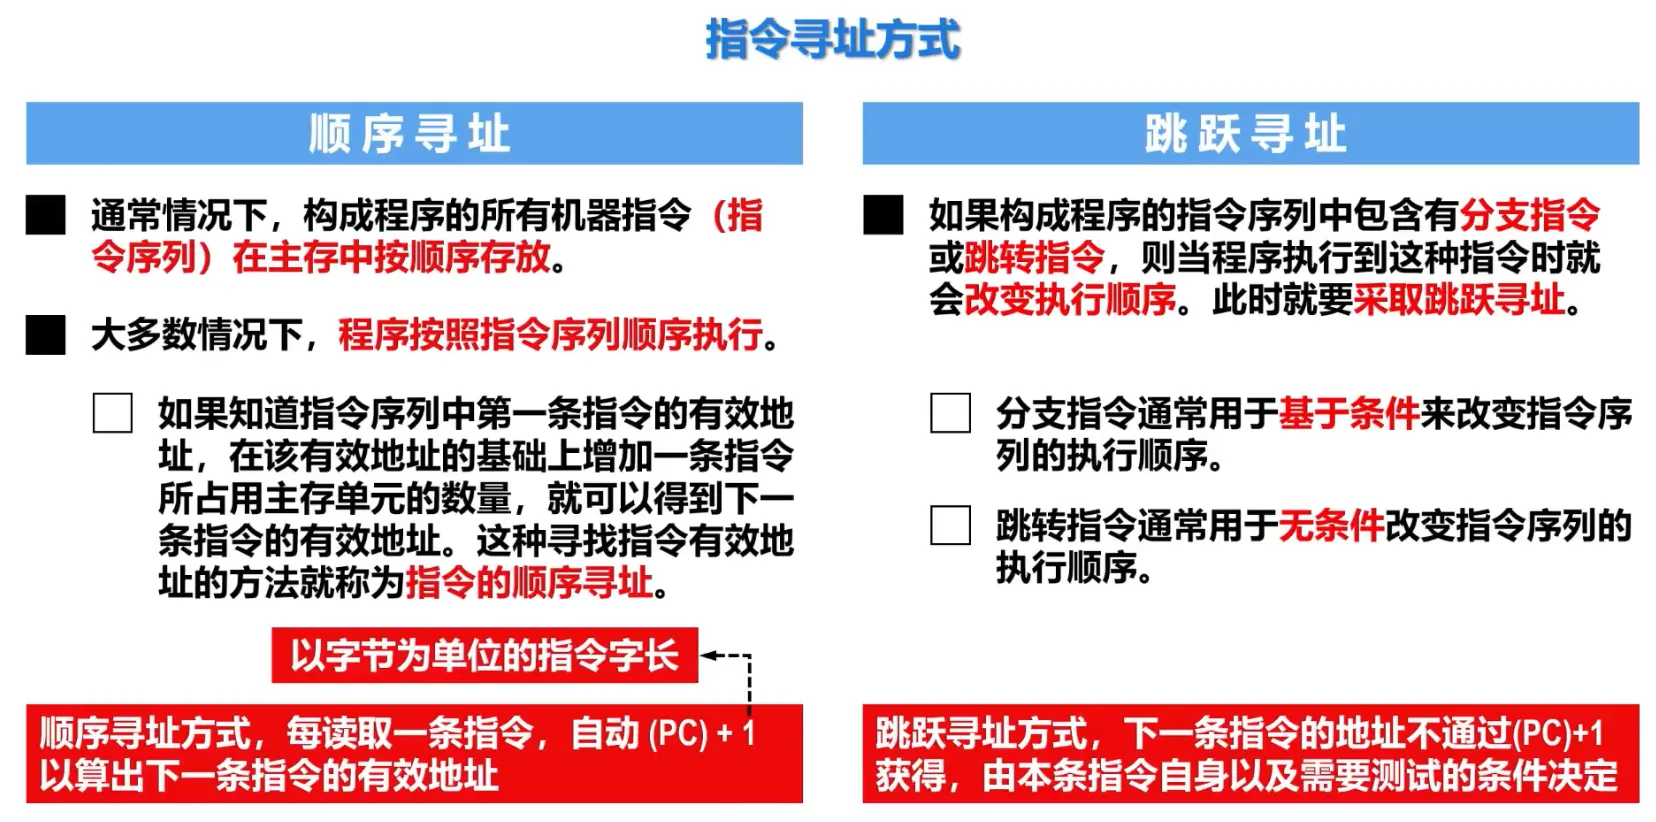 指令寻址方式
顺序寻址
通常情况下，构成程序的所有机器指令（指
令序列）在主存中按顺序存放。
大多数情况下，程序按照指令序列顺序执行。
如果知道指令序列中第一条指令的有效地
址，在该有效地址的基础上增加一条指令
所占用主存单元的数量，就可以得到下一
条指令的有效地址。这种寻找指令有效地
址的方法就称为指令的顺序寻址。
以字节为单位的指令字长
顺序寻址方式，每读取一条指令，自动 (PC) + 1
以算出下一条指令的有效地址
跳跃寻址
如果构成程序的指令序列中包含有分支指令
或跳转指令，则当程序执行到这种指令时就
会改变执行顺序。此时就要采取跳跃寻址。
分支指令通常用于基于条件来改变指令序
列的执行顺序。
跳转指令通常用于无条件改变指令序列的
执行顺序。
跳跃寻址方式，下一条指令的地址不通过(PC)+1
获得，由本条指令自身以及需要测试的条件决定